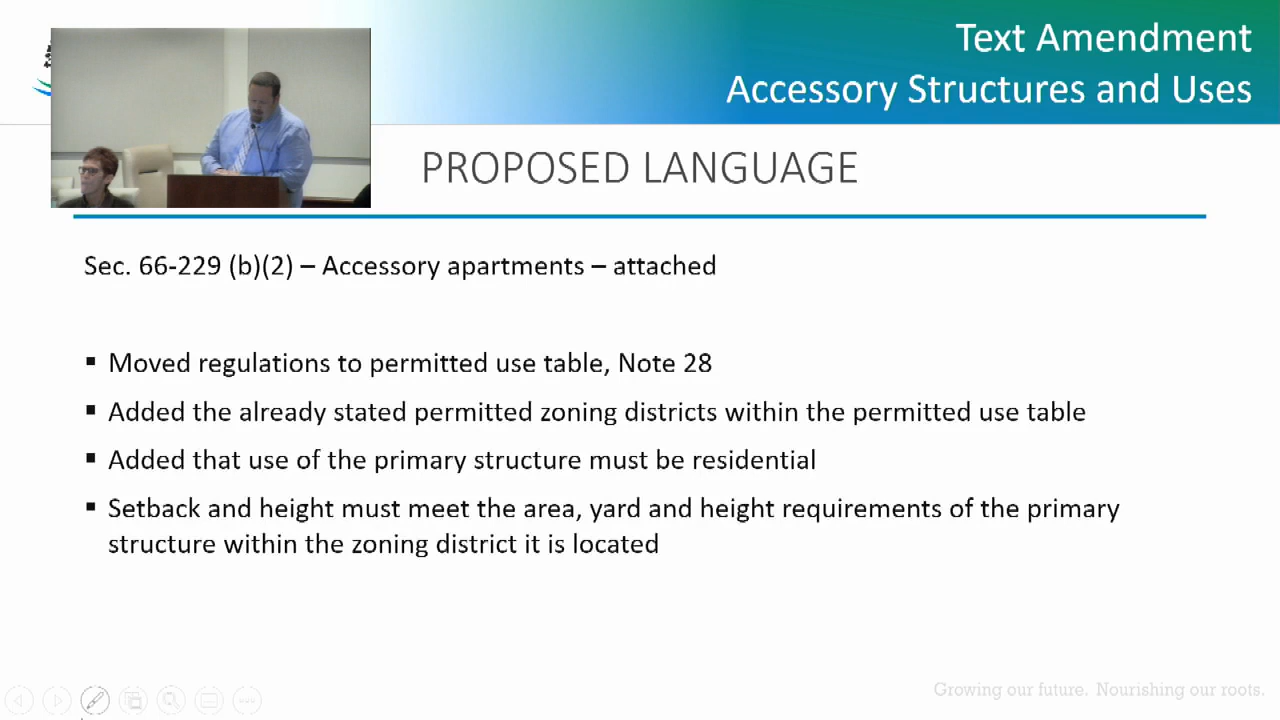 Text Amendment
Accessory Structures and Uses
PROPOSED LANGUAGE
Sec. 66-229 (b)(2) – Accessory apartments – attached
▪ Moved regulations to permitted use table, Note 28
▪ Added the already stated permitted zoning districts within the permitted use table
▪ Added that use of the primary structure must be residential
▪ Setback and height must meet the area, yard and height requirements of the primary
structure within the zoning district it is located
Growing our future. Nourishing our roots.